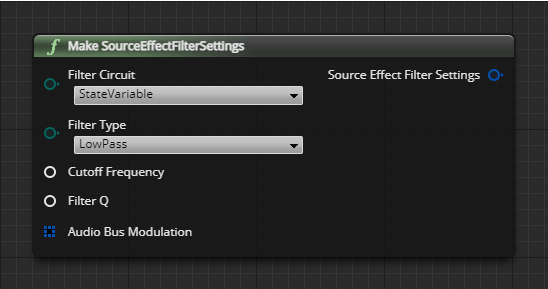 f Make SourceEffectFilterSettings
Filter Circuit
Source Effect Filter Settings
StateVariable
Filter Type
LowPass
Cutoff Frequency
Filter Q
Audio Bus Modulation